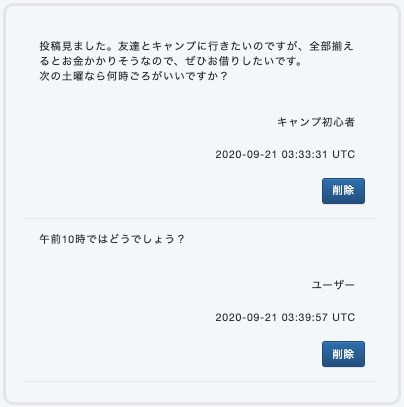 投稿見ました。友達とキャンプに行きたいのですが、全部揃え
るとお金かかりそうなので、ぜひお借りしたいです。
次の土曜なら何時ごろがいいですか？
キャンプ初心者
2020-09-21 03:33:31 UTC
削除
午前10時ではどうでしょう？
ユーザー
2020-09-21 03:39:57 UTC
削除